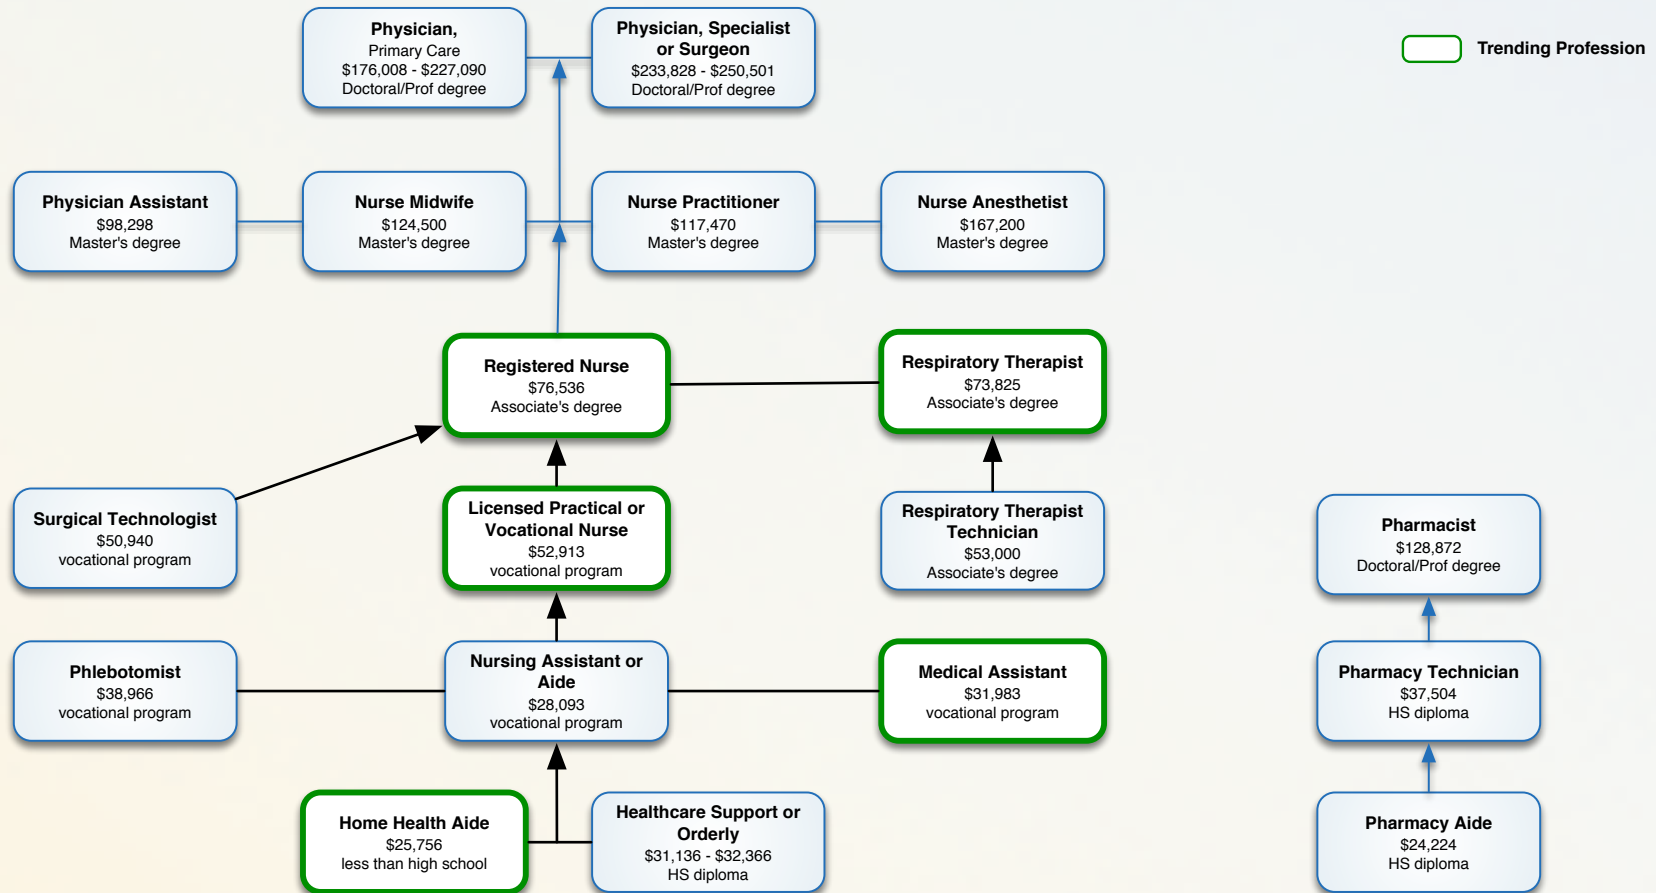 Physician,
Primary Care
$176,008 - $227,090
Doctoral/Prof degree
Physician, Specialist
or Surgeon
$233,828 - $250,501
Doctoral/Prof degree
Trending Profession
Physician Assistant
$98,298
Master's degree
Nurse Midwife
$124,500
Master's degree
Nurse Practitioner
$117,470
Master's degree
Nurse Anesthetist
$167,200
Master's degree
Registered Nurse
$76,536
Associate's degree
Respiratory Therapist
$73,825
Associate's degree
Surgical Technologist
$50,940
vocational program
Licensed Practical or
Vocational Nurse
$52,913
vocational program
Respiratory Therapist
Technician
$53,000
Associate's degree
Pharmacist
$128,872
Doctoral/Prof degree
Phlebotomist
$38,966
vocational program
Nursing Assistant or
Aide
$28,093
vocational program
Medical Assistant
$31,983
vocational program
Pharmacy Technician
$37,504
HS diploma
Home Health Aide
$25,756
less than high school
Healthcare Support or
Orderly
$31,136 - $32,366
HS diploma
Pharmacy Aide
$24,224
HS diploma